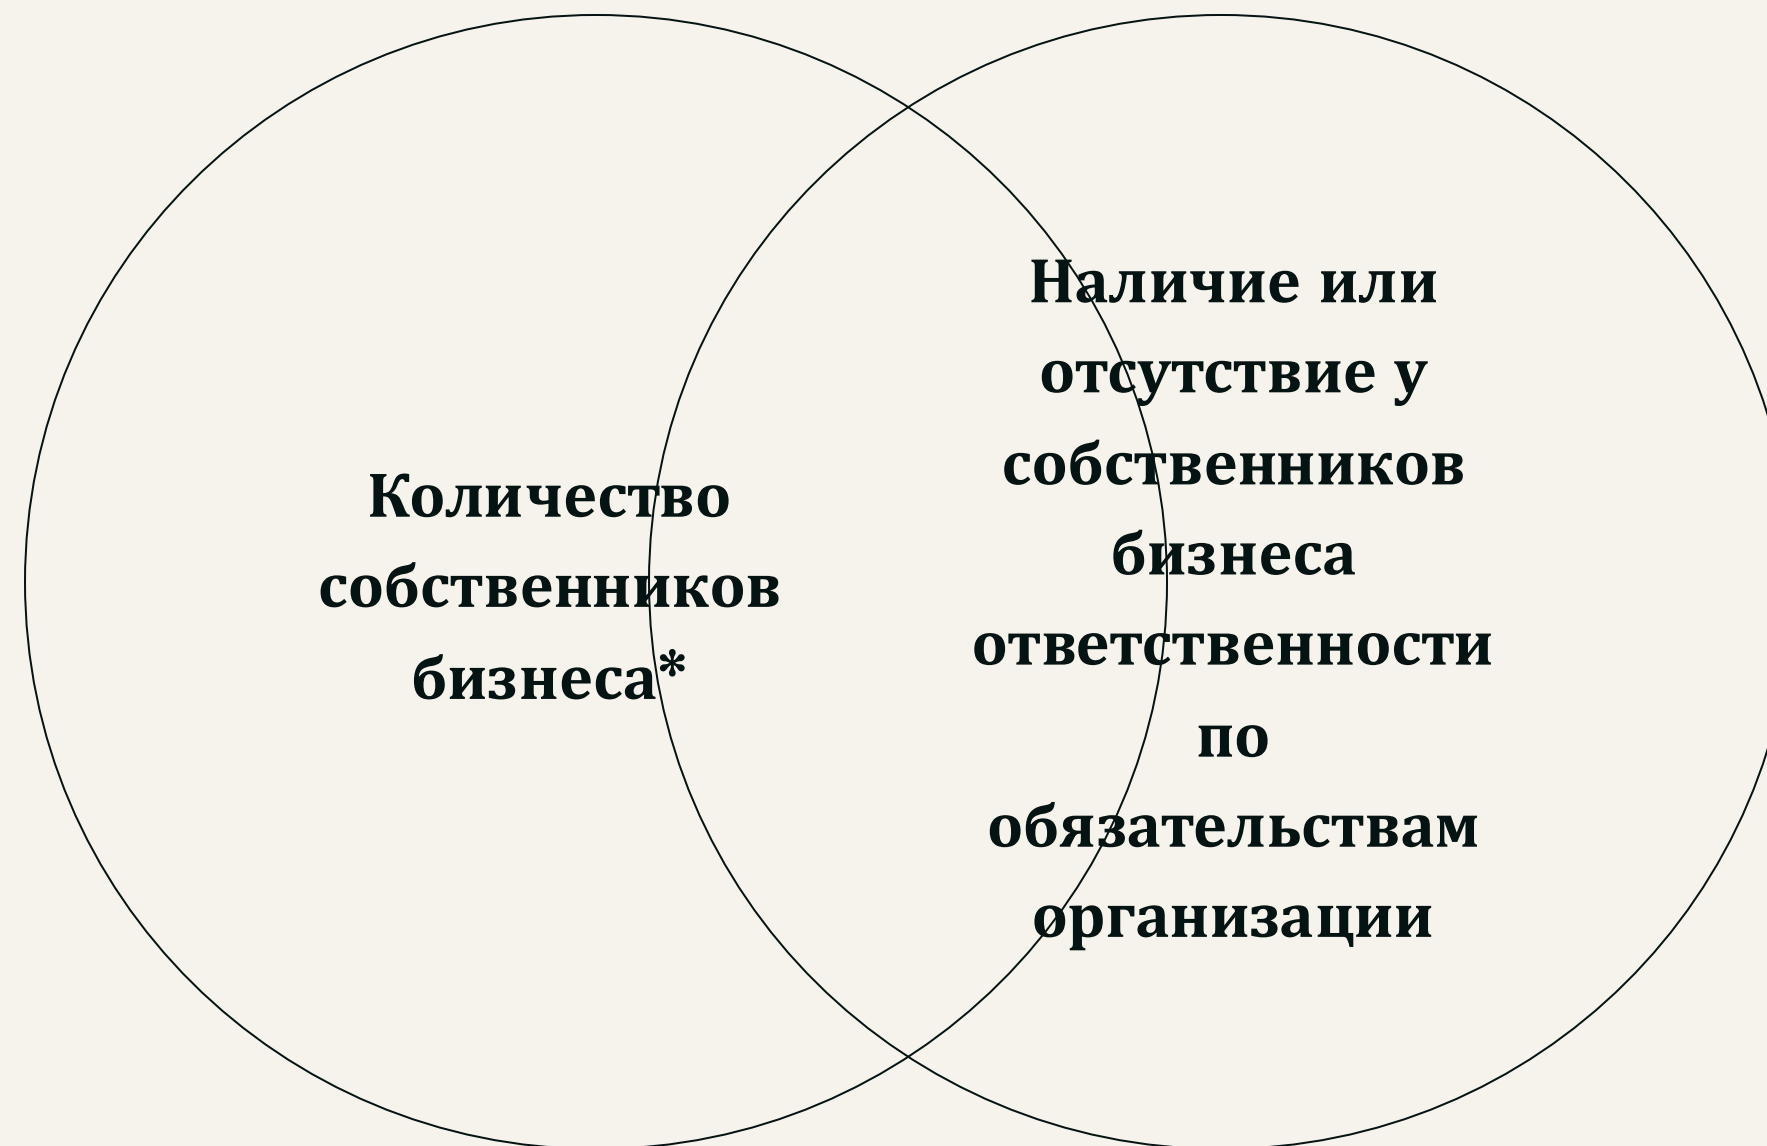 Количество
собственников
бизнеса*
Наличие или
отсутствие у
собственников
бизнеса
ответственности
по
обязательствам
организации